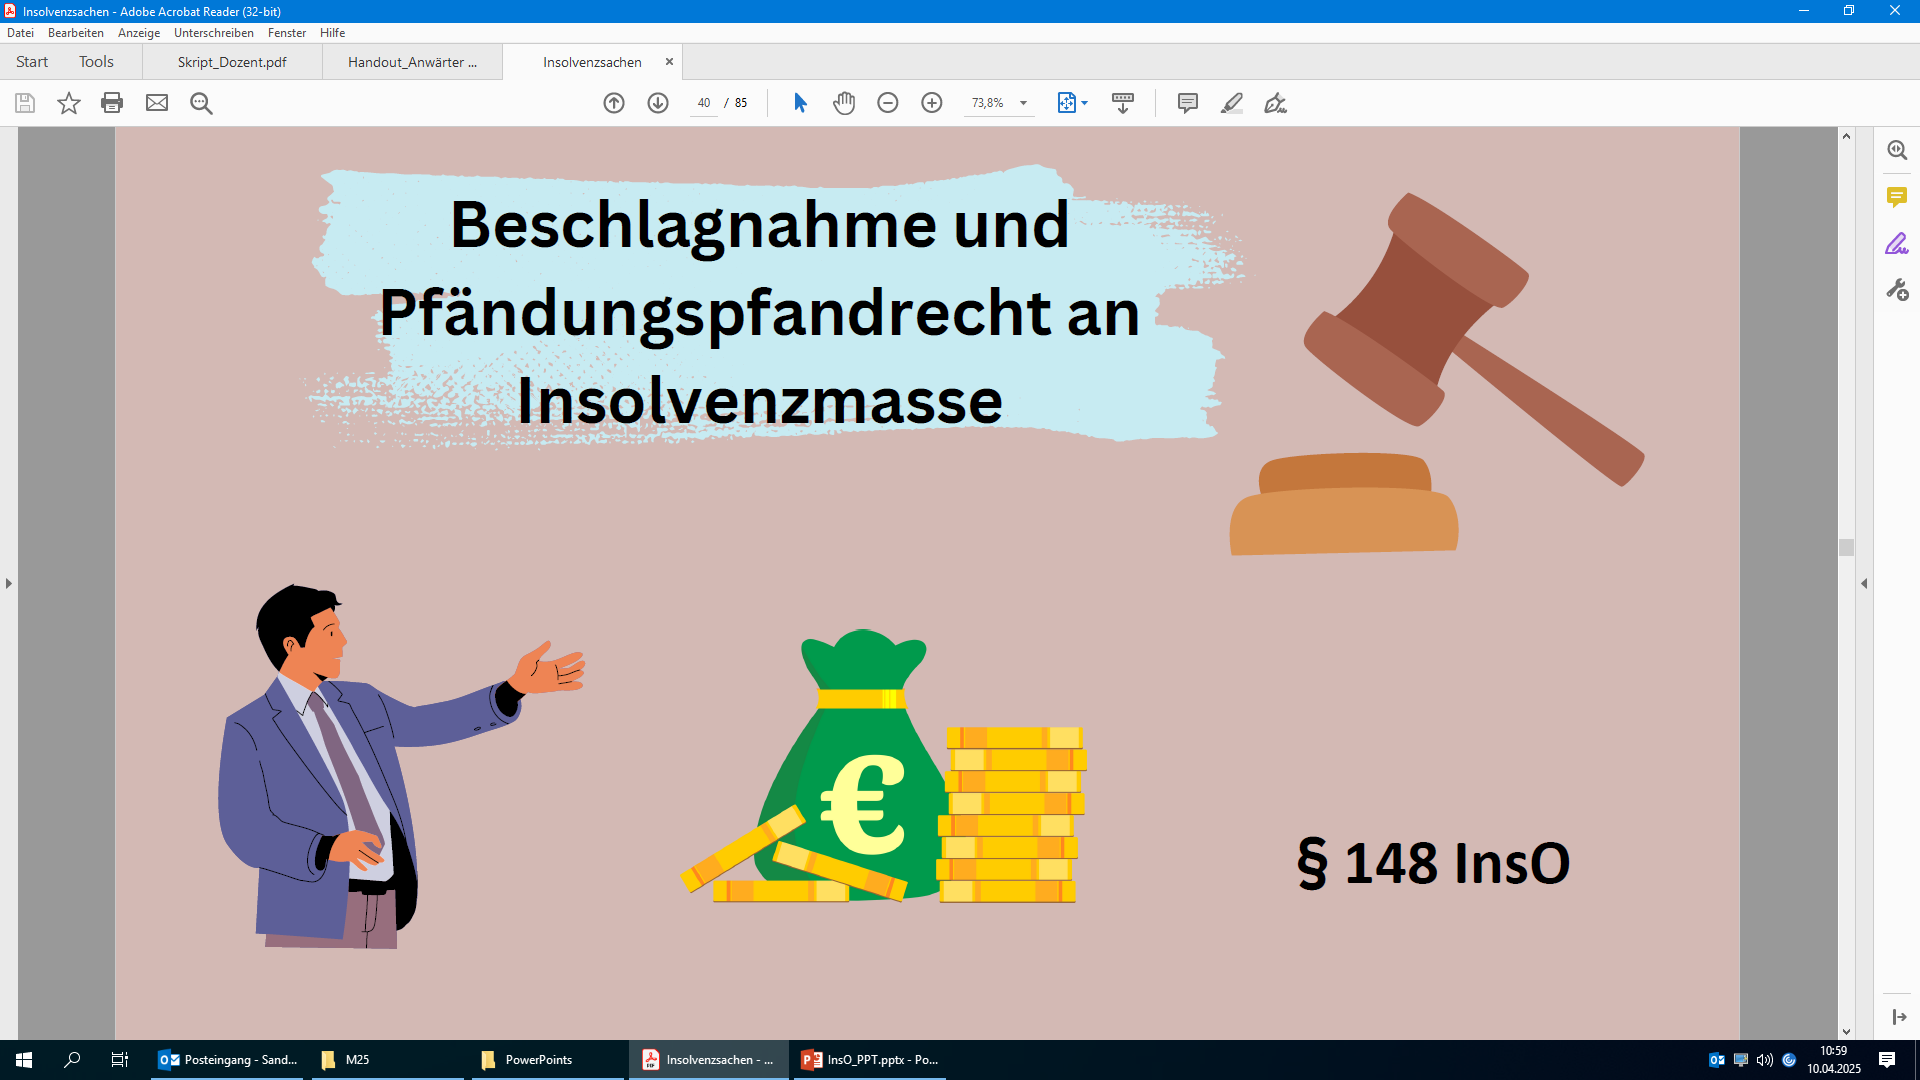 Insolvenzsachen - Adobe Acrobat Reader (32-bit)
Datei Bearbeiten Anzeige Unterschreiben Fenster Hilfe
Start Tools Skript_Dozent.pdf Handout_Anwärter ... Insolvenzsachen
40 / 85 73,8%
Beschlagnahme und
Pfändungspfandrecht an
Insolvenzmasse
€
§ 148 InsO
Posteingang - Sand... M25 PowerPoints Insolvenzsachen - ... InsO_PPT.pptx - Po...
10:59
10.04.2025